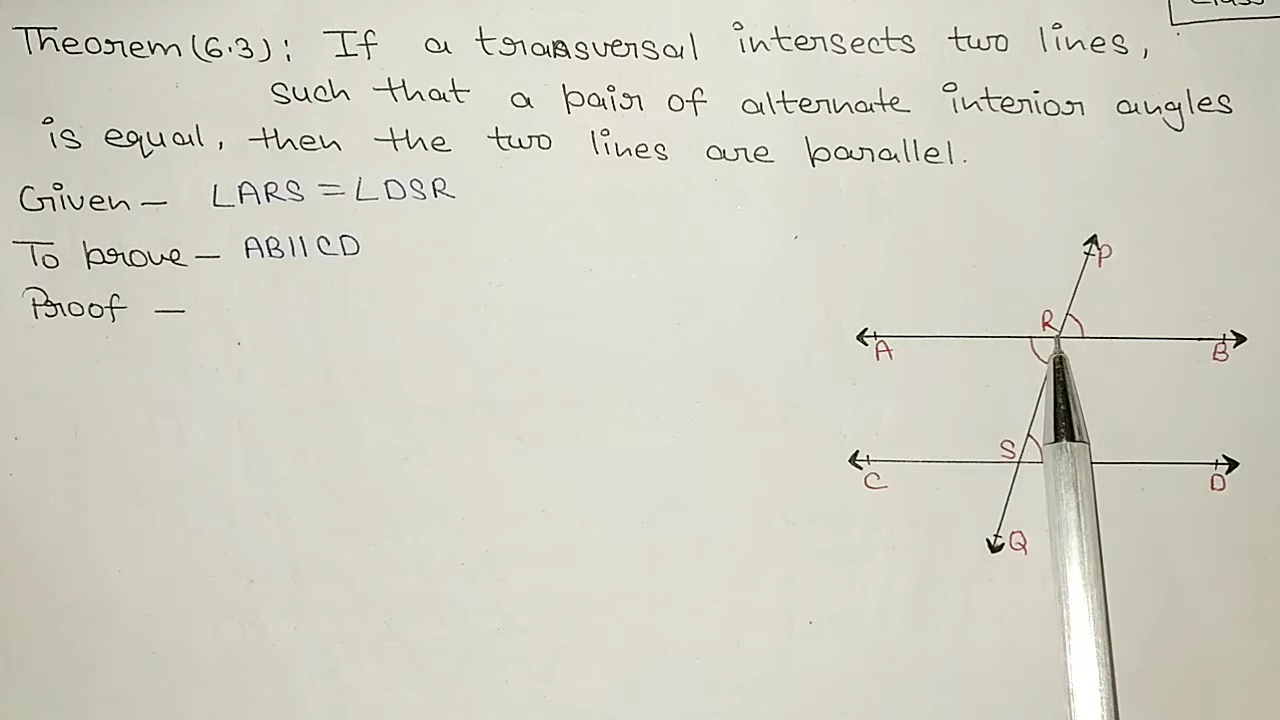 Class
Theorem (6.3): If a transversal intersects two lines,
such that a pair of alternate interior angles
is equal, then the two lines are parallel.
Given — ∠ARS = ∠DSR
To prove — AB||CD
Proof —
P
R
A
B
S
C
D
Q